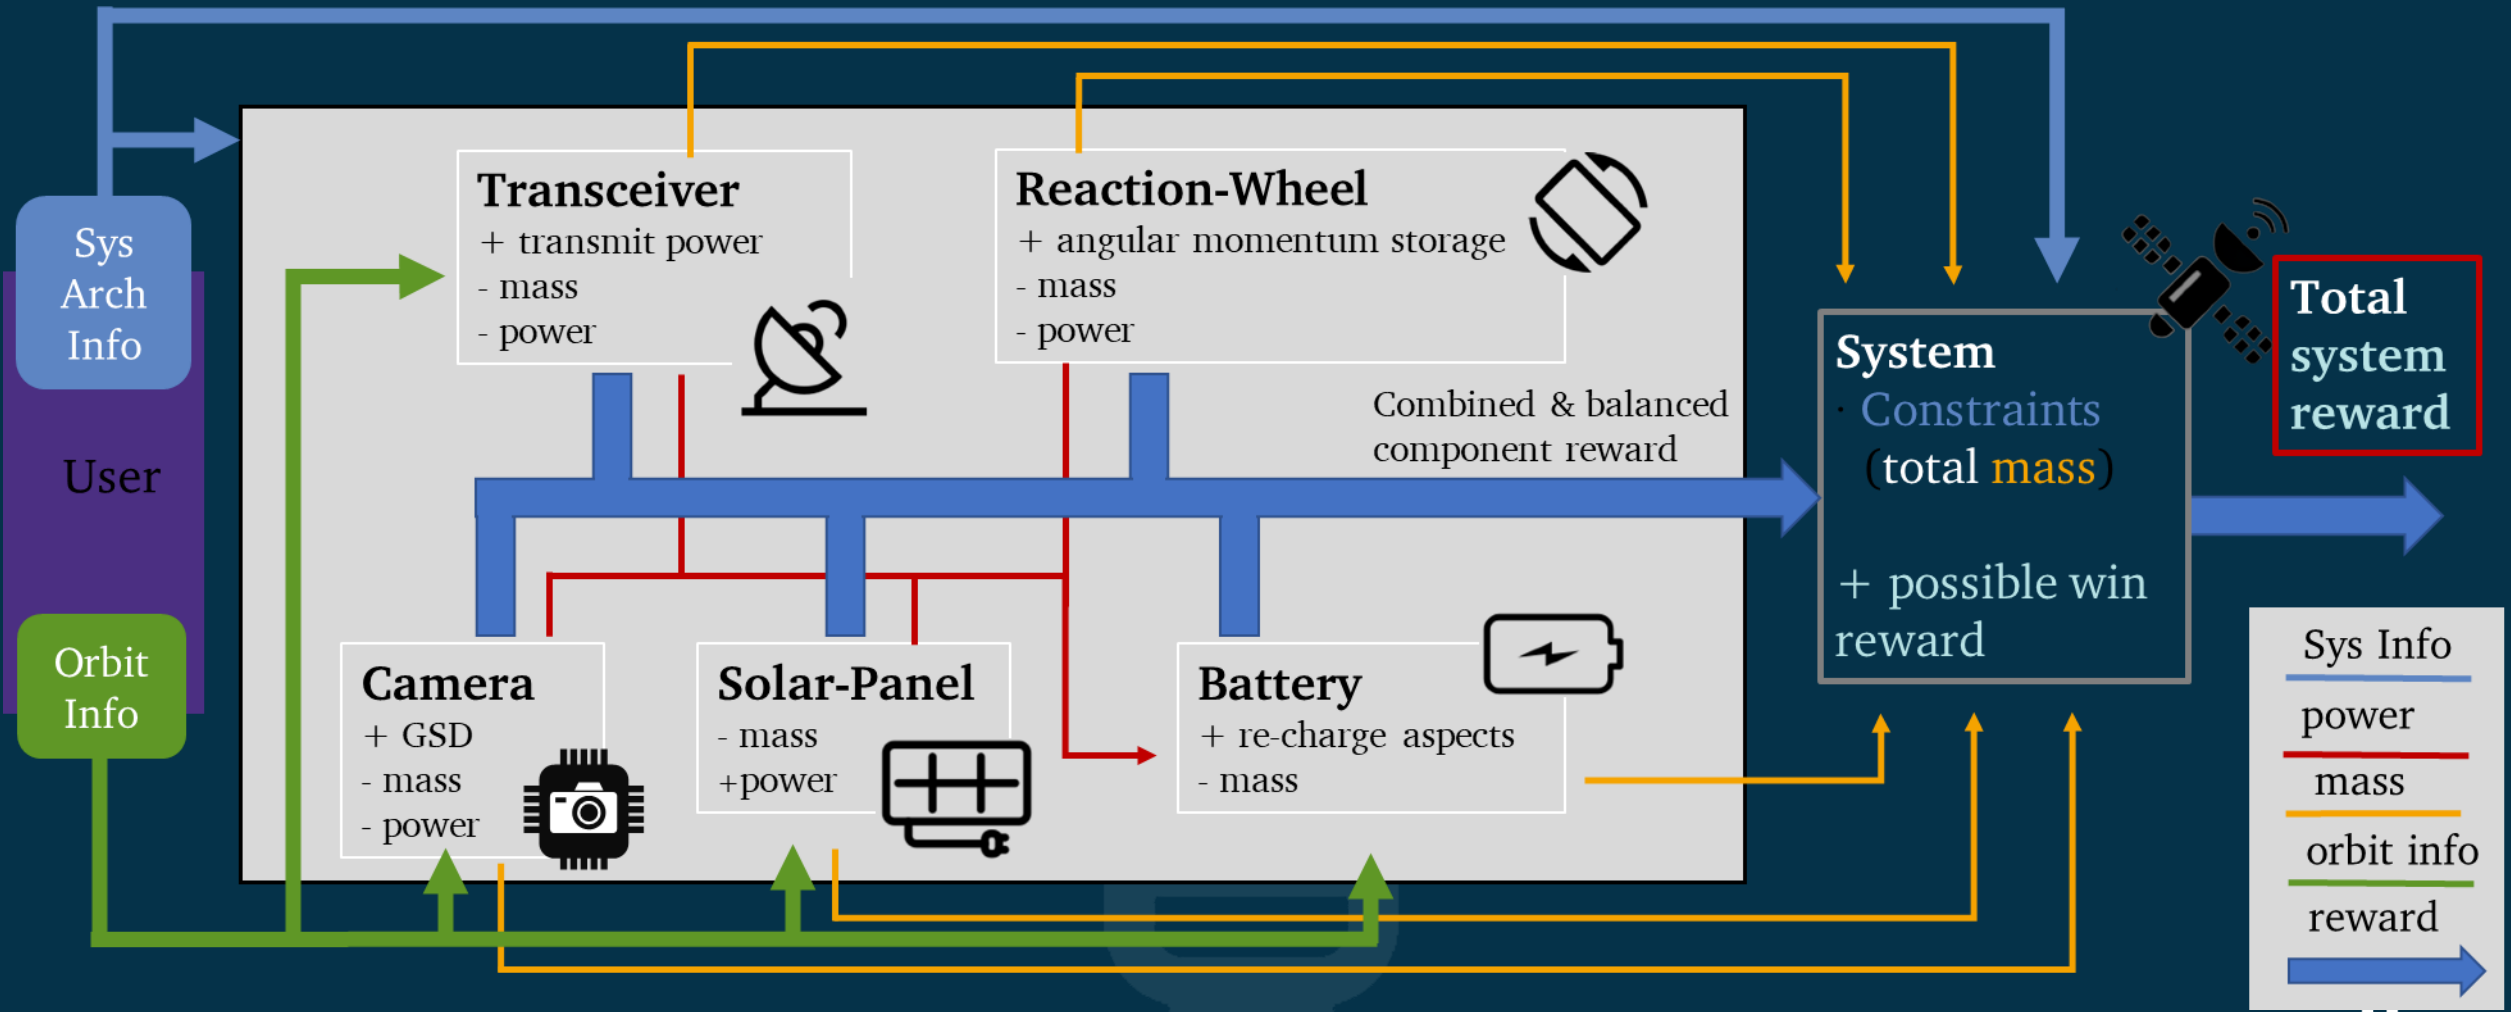 Sys
Arch
Info
User
Orbit
Info
Transceiver
+ transmit power
- mass
- power
Reaction-Wheel
+ angular momentum storage
- mass
- power
Combined & balanced
component reward
Camera
+ GSD
- mass
- power
Solar-Panel
- mass
+power
Battery
+ re-charge aspects
- mass
System
· Constraints
(total mass)
+ possible win
reward
Total
system
reward
Sys Info
power
mass
orbit info
reward